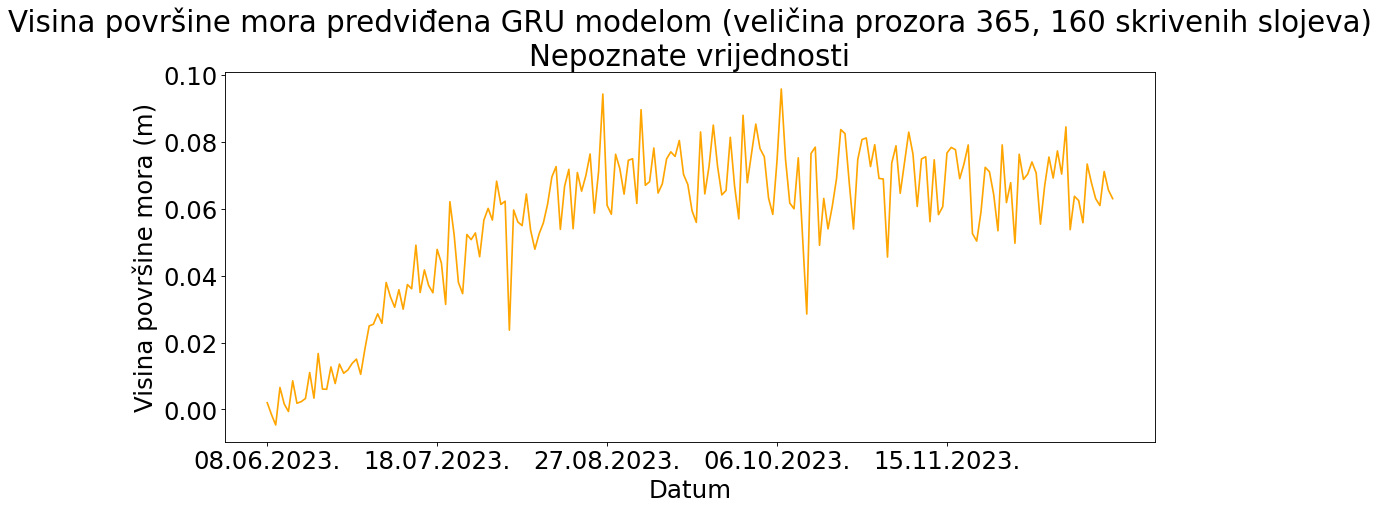 Visina površine mora predviđena GRU modelom (veličina prozora 365, 160 skrivenih slojeva)
Nepoznate vrijednosti
Visina površine mora (m)
0.10
0.08
0.06
0.04
0.02
0.00
08.06.2023. 18.07.2023. 27.08.2023. 06.10.2023. 15.11.2023.
Datum